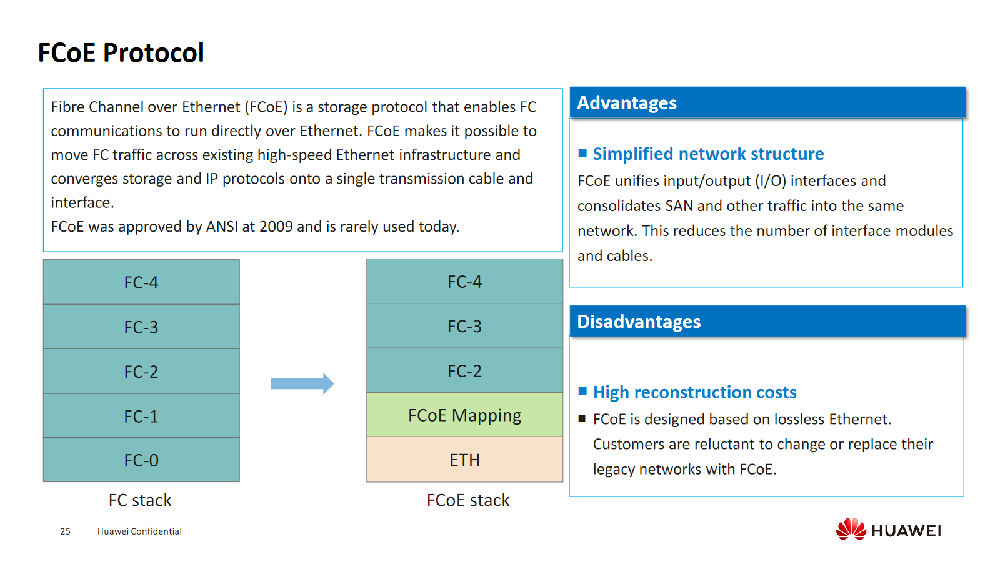 FCoE Protocol
Fibre Channel over Ethernet (FCoE) is a storage protocol that enables FC
communications to run directly over Ethernet. FCoE makes it possible to
move FC traffic across existing high-speed Ethernet infrastructure and
converges storage and IP protocols onto a single transmission cable and
interface.
FCoE was approved by ANSI at 2009 and is rarely used today.
FC-4
FC-3
FC-2
FC-1
FC-0
FC stack
FC-4
FC-3
FC-2
FCoE Mapping
ETH
FCoE stack
Advantages
Simplified network structure
FCoE unifies input/output (I/O) interfaces and
consolidates SAN and other traffic into the same
network. This reduces the number of interface modules
and cables.
Disadvantages
High reconstruction costs
FCoE is designed based on lossless Ethernet.
Customers are reluctant to change or replace their
legacy networks with FCoE.
25 Huawei Confidential
HUAWEI